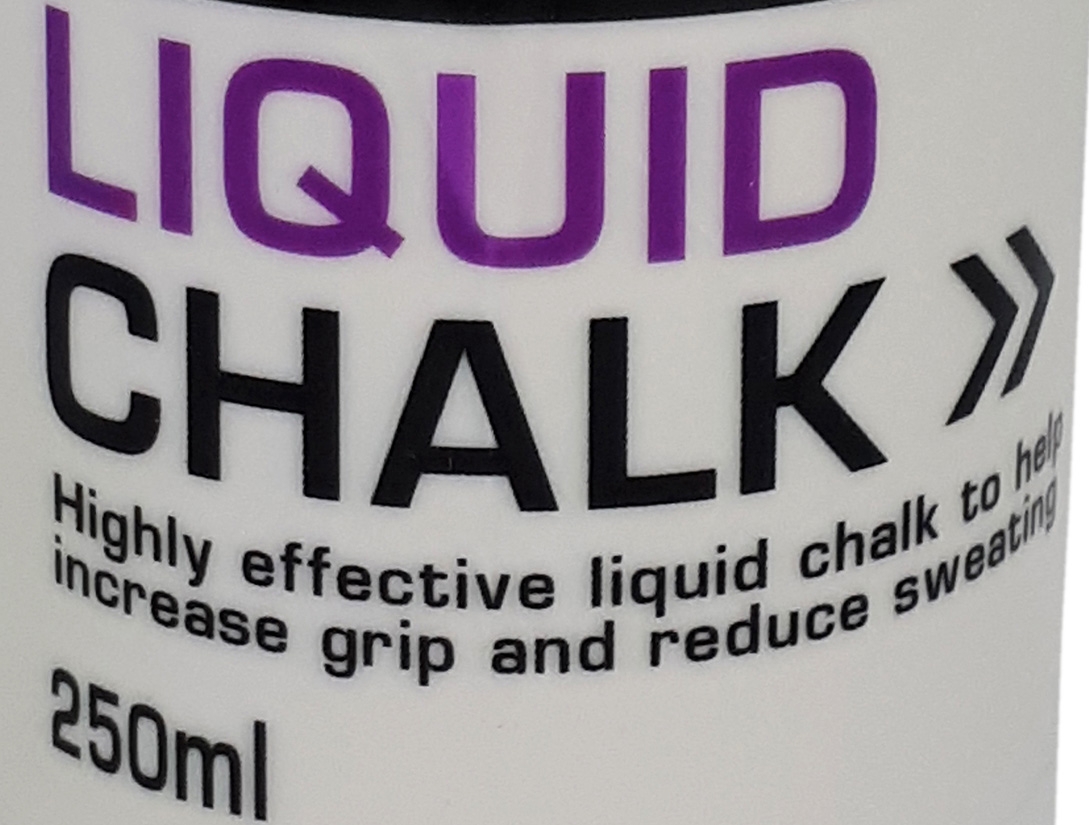 LIQUID
CHALK »
Highly effective liquid chalk to help
increase grip and reduce sweating
250ml